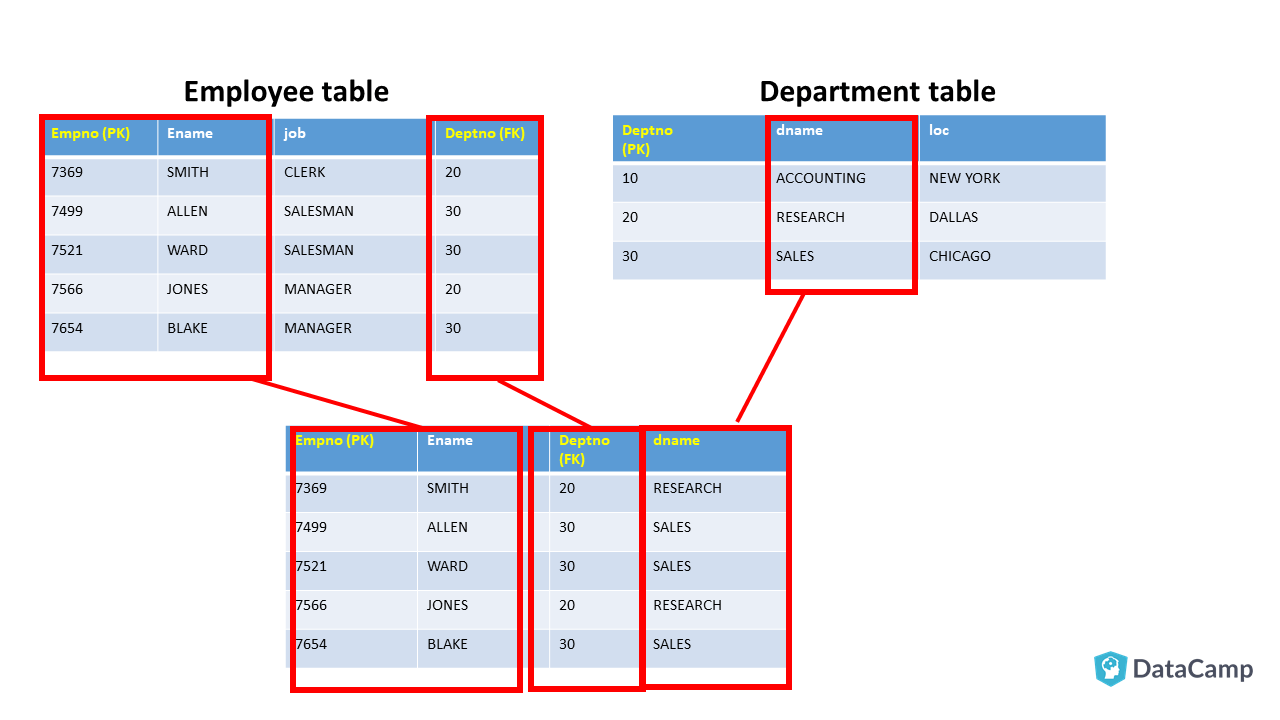 Employee table
Empno (PK) Ename job Deptno (FK)
7369 SMITH CLERK 20
7499 ALLEN SALESMAN 30
7521 WARD SALESMAN 30
7566 JONES MANAGER 20
7654 BLAKE MANAGER 30
Department table
Deptno
(PK) dname loc
10 ACCOUNTING NEW YORK
20 RESEARCH DALLAS
30 SALES CHICAGO
Empno (PK) Ename Deptno
(FK) dname
7369 SMITH 20 RESEARCH
7499 ALLEN 30 SALES
7521 WARD 30 SALES
7566 JONES 20 RESEARCH
7654 BLAKE 30 SALES
DataCamp